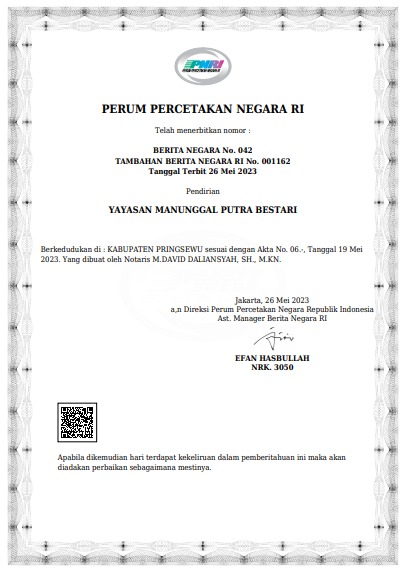 PNRI
PERUM PERCETAKAN NEGARA RI
Telah menerbitkan nomor :
BERITA NEGARA No. 042
TAMBAHAN BERITA NEGARA RI No. 001162
Tanggal Terbit 26 Mei 2023
Pendirian
YAYASAN MANUNGGAL PUTRA BESTARI
Berkedudukan di : KABUPATEN PRINGSEWU sesuai dengan Akta No. 06.-, Tanggal 19 Mei
2023. Yang dibuat oleh Notaris M.DAVID DALIANSYAH, SH., M.KN.
Jakarta, 26 Mei 2023
a,n Direksi Perum Percetakan Negara Republik Indonesia
Ast. Manager Berita Negara RI
EFAN HASBULLAH
NRK. 3050
Apabila dikemudian hari terdapat kekeliruan dalam pemberitahuan ini maka akan
diadakan perbaikan sebagaimana mestinya.